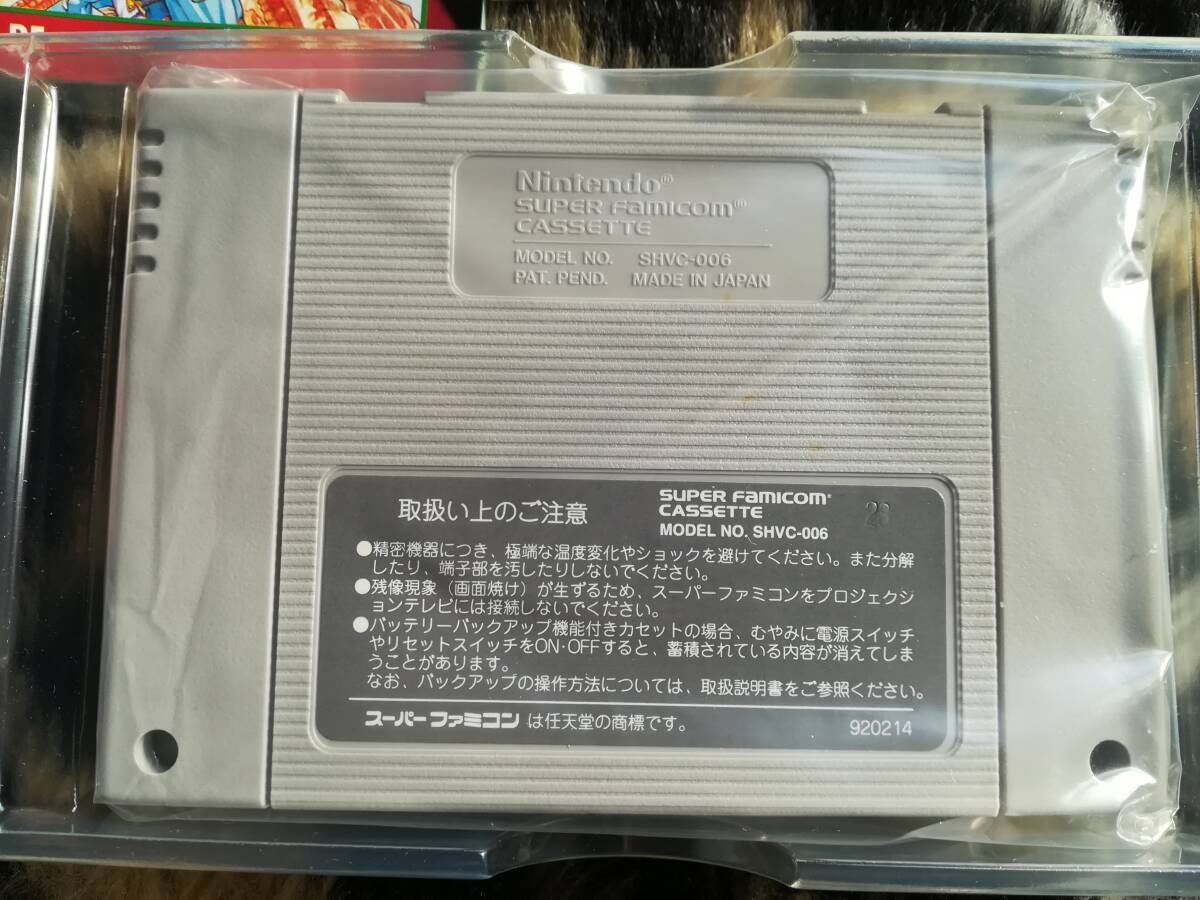 Nintendo®
SUPER FAMICOM®
CASSETTE
MODEL NO. SHVC-006
PAT. PEND. MADE IN JAPAN
取扱い上のご注意
SUPER FAMICOM®
CASSETTE
MODEL NO. SHVC-006
●精密機器につき、極端な温度変化やショックを避けてください。また分解
したり、端子部を汚したりしないでください。
●残像現象(画面焼け)が生ずるため、スーパーファミコンをプロジェクシ
ョンテレビには接続しないでください。
●バッテリーバックアップ機能付きカセットの場合、むやみに電源スイッチ
やリセットスイッチをON・OFFすると、蓄積されている内容が消えてしま
うことがあります。
なお、バックアップの操作方法については、取扱説明書をご参照ください。
スーパーファミコン は任天堂の商標です。
920214